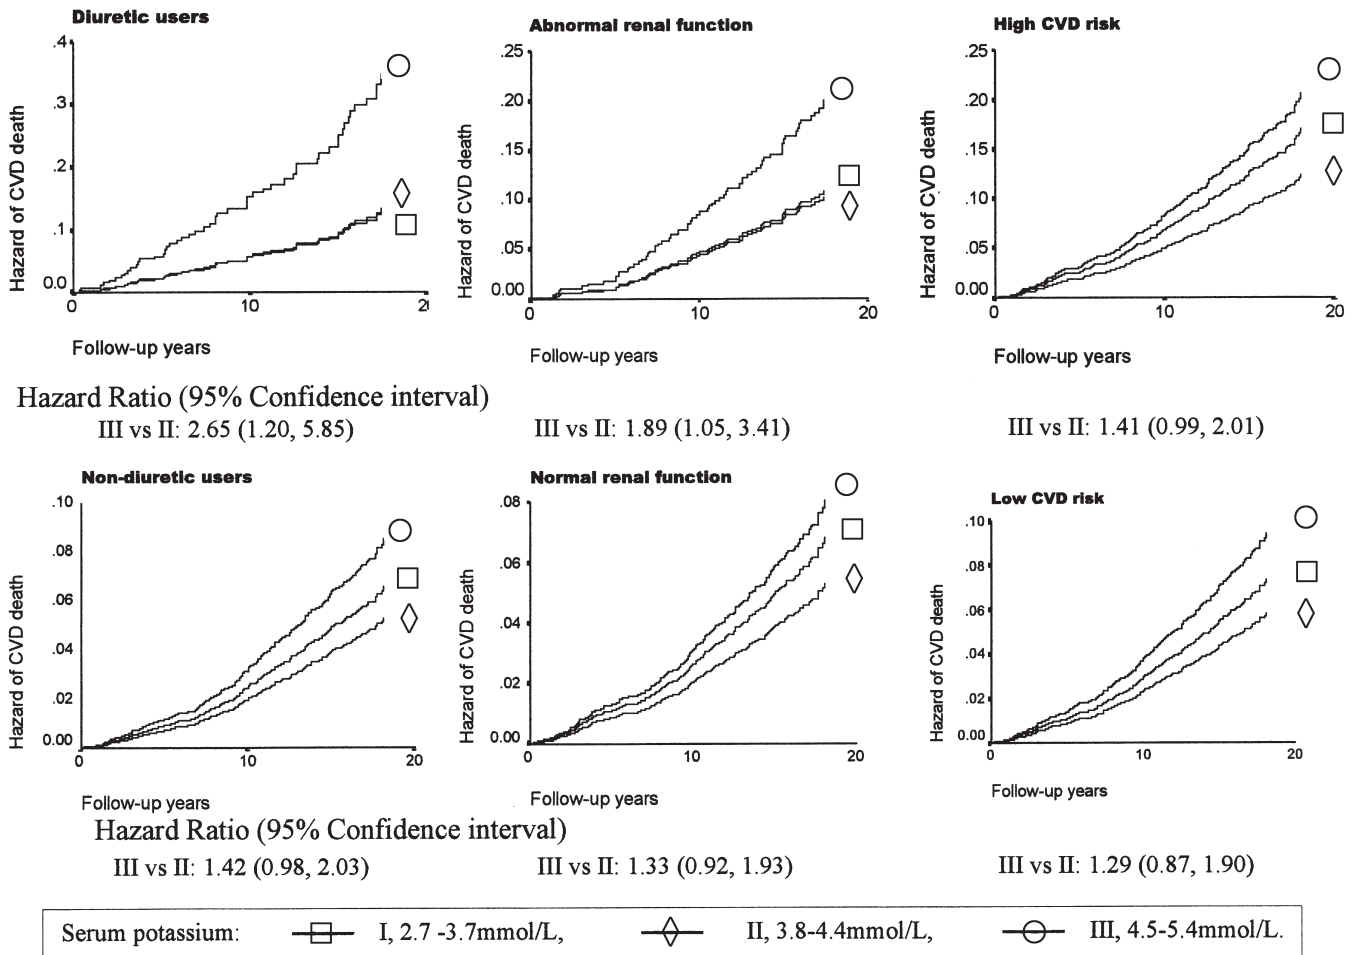 Diuretic users
Hazard of CVD death
.4
.3
.2
.1
0.0
0
10
2
Follow-up years
Abnormal renal function
Hazard of CVD death
.25
.20
.15
.10
.05
0.00
0
10
20
Follow-up years
High CVD risk
Hazard of CVD death
.25
.20
.15
.10
.05
0.00
0
10
20
Follow-up years
Hazard Ratio (95% Confidence interval)
III vs II: 2.65 (1.20, 5.85)
III vs II: 1.89 (1.05, 3.41)
III vs II: 1.41 (0.99, 2.01)
Non-diuretic users
Hazard of CVD death
.10
.08
.06
.04
.02
0.00
0
10
20
Follow-up years
Normal renal function
Hazard of CVD death
.08
.06
.04
.02
0.00
0
10
20
Follow-up years
Low CVD risk
Hazard of CVD death
.10
.08
.06
.04
.02
0.00
0
10
20
Follow-up years
Hazard Ratio (95% Confidence interval)
III vs II: 1.42 (0.98, 2.03)
III vs II: 1.33 (0.92, 1.93)
III vs II: 1.29 (0.87, 1.90)
Serum potassium: I, 2.7 -3.7mmol/L, II, 3.8-4.4mmol/L, III, 4.5-5.4mmol/L.